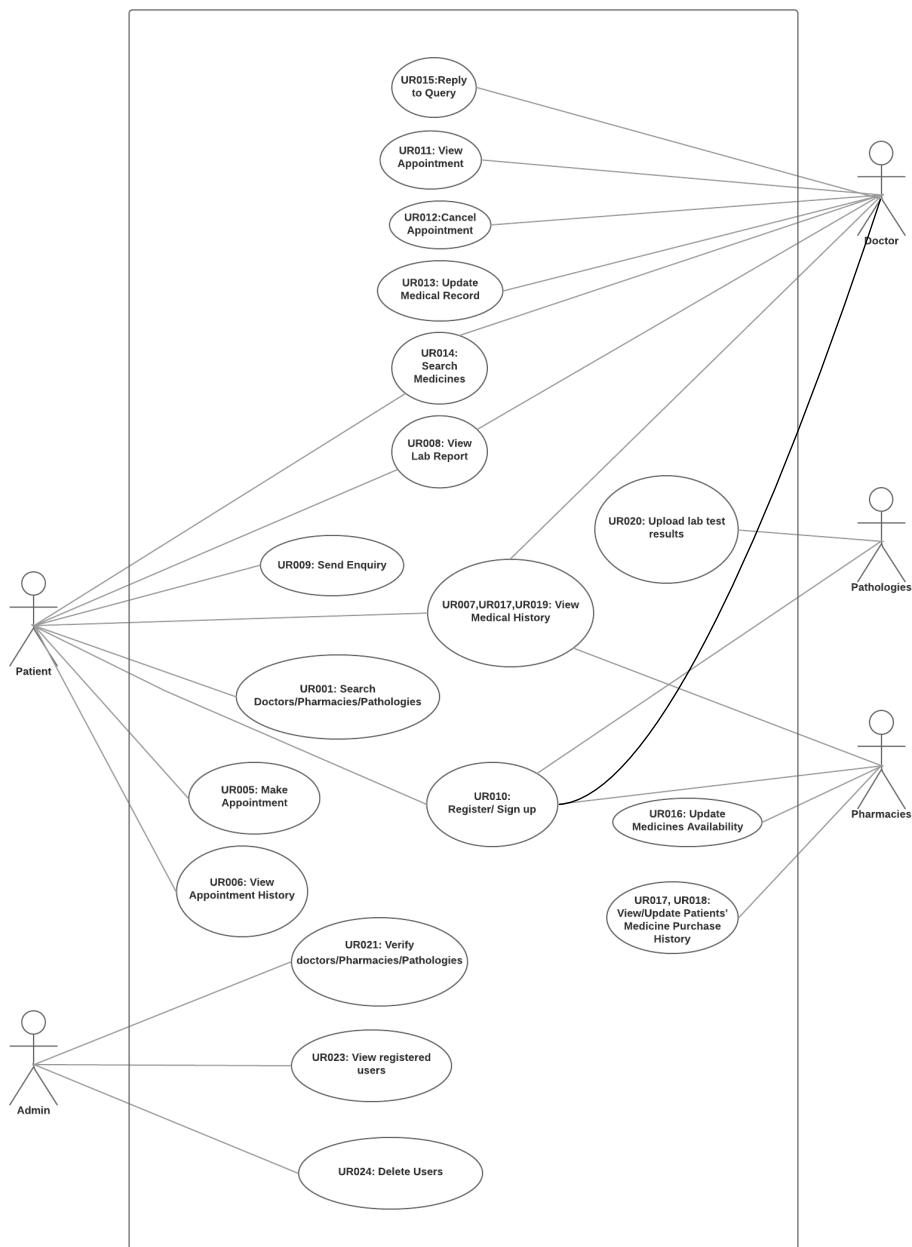 UR015:Reply
to Query
UR011: View
Appointment
UR012:Cancel
Appointment
Doctor
UR013: Update
Medical Record
UR014:
Search
Medicines
UR008: View
Lab Report
UR020: Upload lab test
results
UR009: Send Enquiry
Pathologies
UR007,UR017,UR019: View
Medical History
Patient
UR001: Search
Doctors/Pharmacies/Pathologies
UR005: Make
Appointment
UR010:
Register/ Sign up
UR016: Update
Medicines Availability
Pharmacies
UR006: View
Appointment History
UR017, UR018:
View/Update Patients'
Medicine Purchase
History
UR021: Verify
doctors/Pharmacies/Pathologies
UR023: View registered
users
Admin
UR024: Delete Users